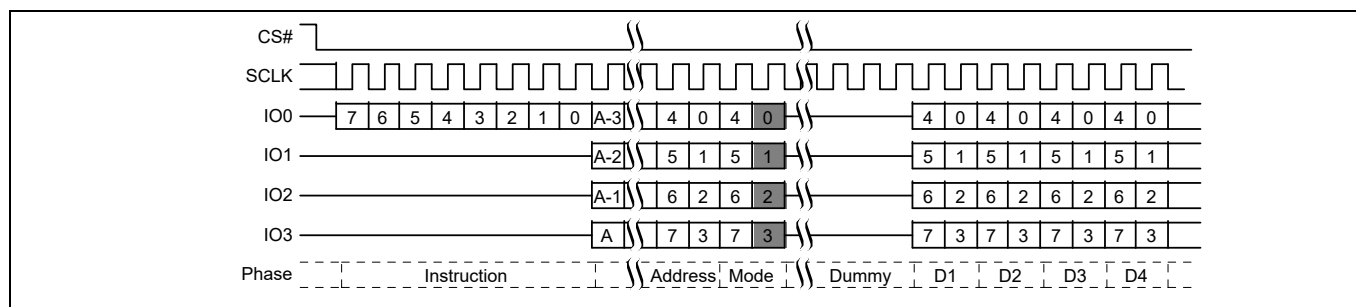 CS#
SCLK
IO0 7 6 5 4 3 2 1 0 A-3 4 0 4 0 4 0 4 0 4 0 4 0
IO1 A-2 5 1 5 1 5 1 5 1 5 1 5 1
IO2 A-1 6 2 6 2 6 2 6 2 6 2 6 2
IO3 A 7 3 7 3 7 3 7 3 7 3 7 3
Phase Instruction Address Mode Dummy D1 D2 D3 D4